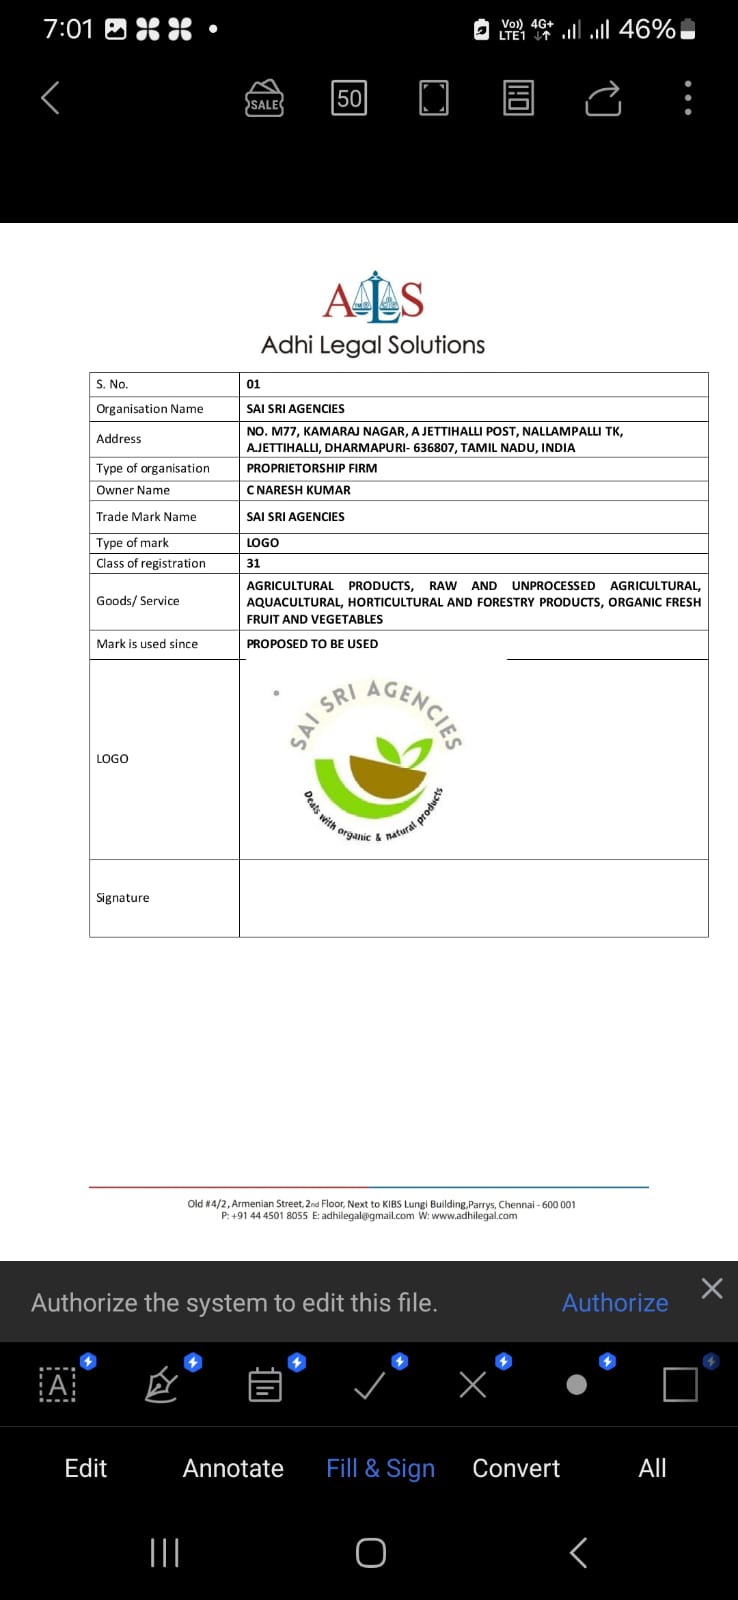 7:01
Vo)) 4G+
LTE1
46%
SALE
50
ALS
Adhi Legal Solutions
S. No. 01
Organisation Name SAI SRI AGENCIES
Address NO. M77, KAMARAJ NAGAR, A JETTIHALLI POST, NALLAMPALLI TK,
A.JETTIHALLI, DHARMAPURI- 636807, TAMIL NADU, INDIA
Type of organisation PROPRIETORSHIP FIRM
Owner Name C NARESH KUMAR
Trade Mark Name SAI SRI AGENCIES
Type of mark LOGO
Class of registration 31
Goods/ Service AGRICULTURAL PRODUCTS, RAW AND UNPROCESSED AGRICULTURAL,
AQUACULTURAL, HORTICULTURAL AND FORESTRY PRODUCTS, ORGANIC FRESH
FRUIT AND VEGETABLES
Mark is used since PROPOSED TO BE USED
LOGO
SAI SRI AGENCIES
Deals with organic & natural products
Signature
Old #4/2, Armenian Street, 2nd Floor, Next to KIBS Lungi Building,Parrys, Chennai - 600 001
P: +91 44 4501 8055 E: adhilegal@gmail.com W: www.adhilegal.com
Authorize the system to edit this file.
Authorize
A
Edit
Annotate
Fill & Sign
Convert
All